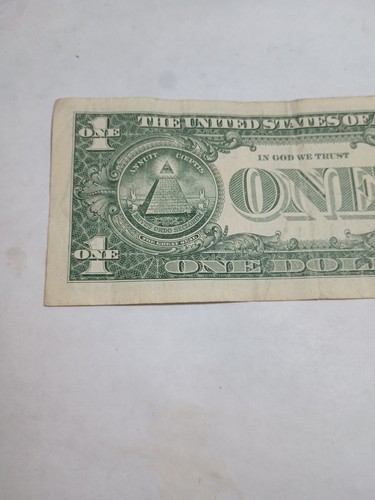 THE UNITED STATES OF
1
ONE
ANNUIT CŒPTIS
IN GOD WE TRUST
ONE
ORDO SECLORUM
THE GREAT SEAL
1
ONE
ONE DOL